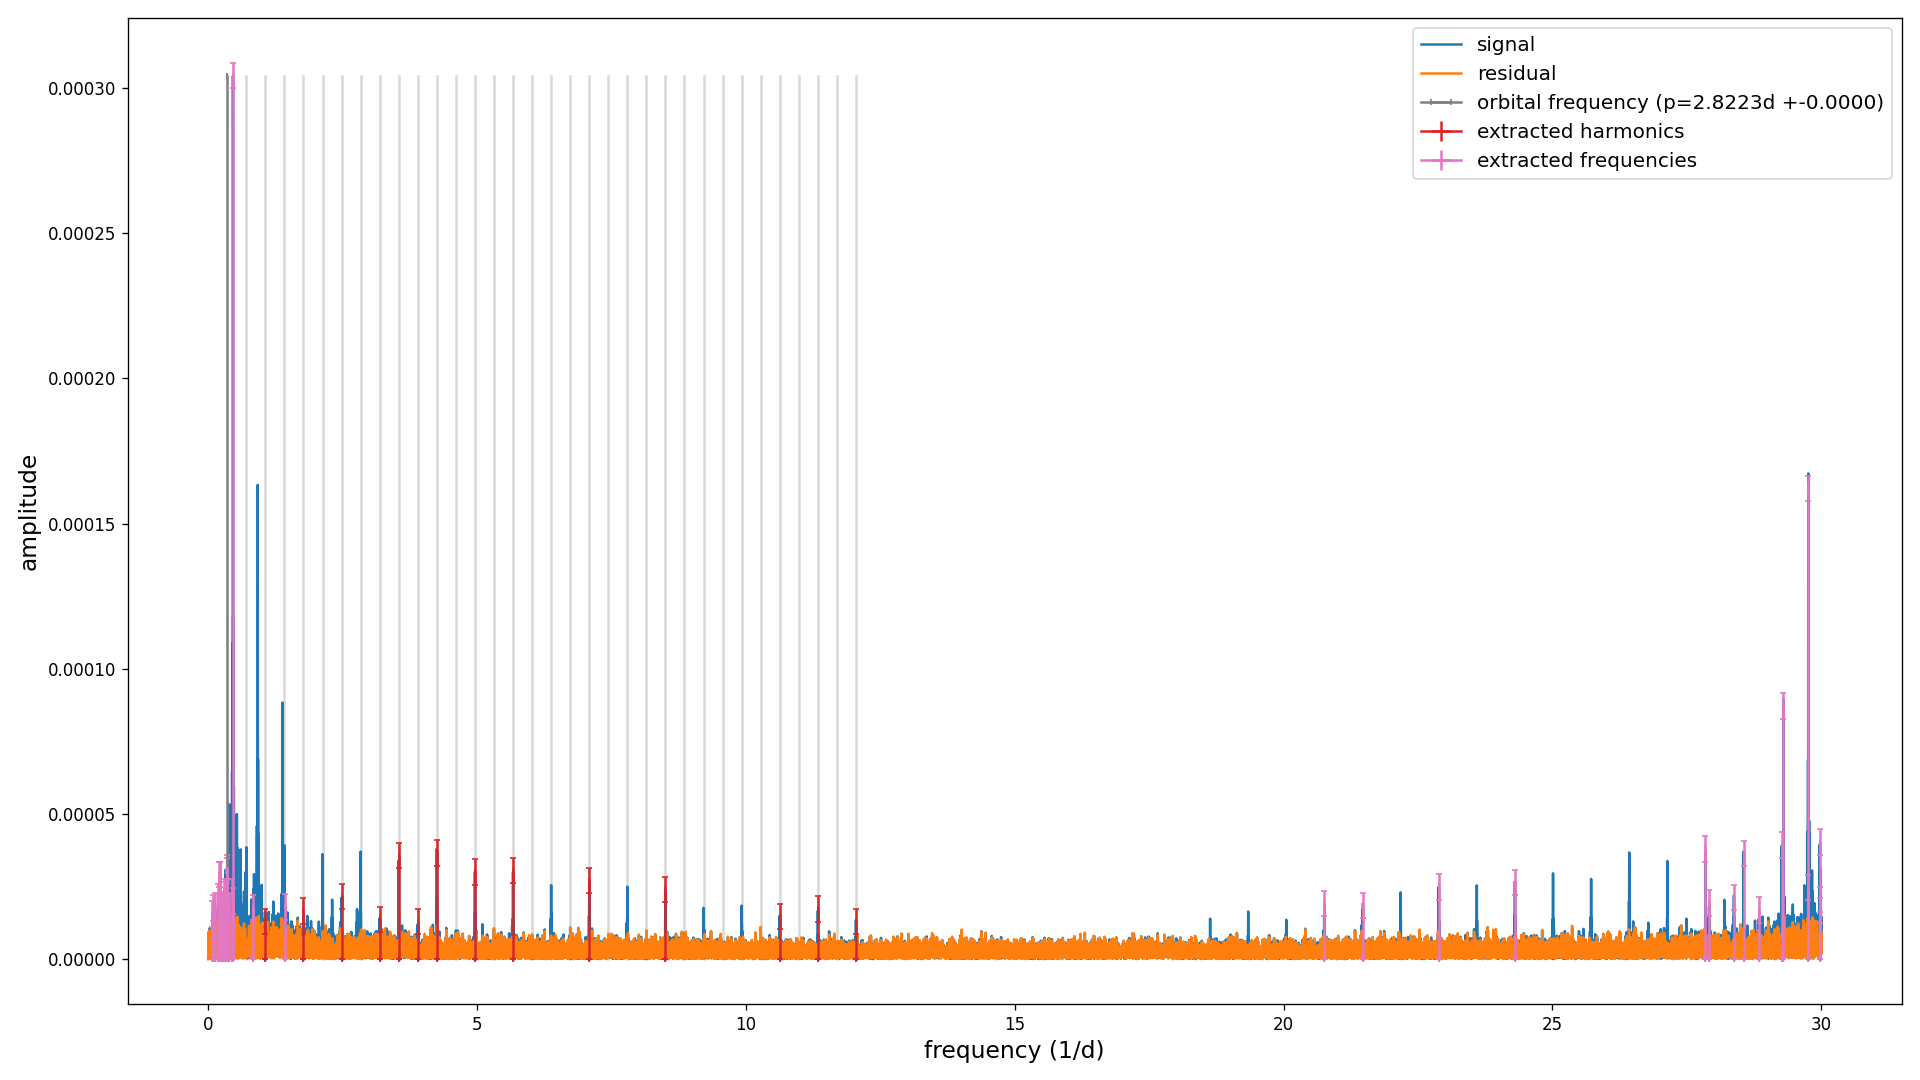 signal
residual
orbital frequency (p=2.8223d +-0.0000)
extracted harmonics
extracted frequencies
0.00030
0.00025
0.00020
0.00015
0.00010
0.00005
0.00000
amplitude
0 5 10 15 20 25 30
frequency (1/d)